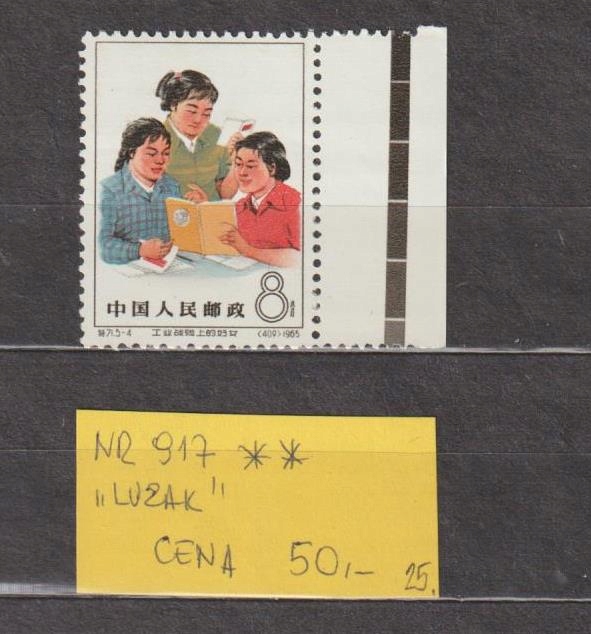 中国人民邮政 8分
特71.5-4 工业战线上的妇女 (409) 1965
NR 917 **
„LUZAK"
CENA 50,- 25.